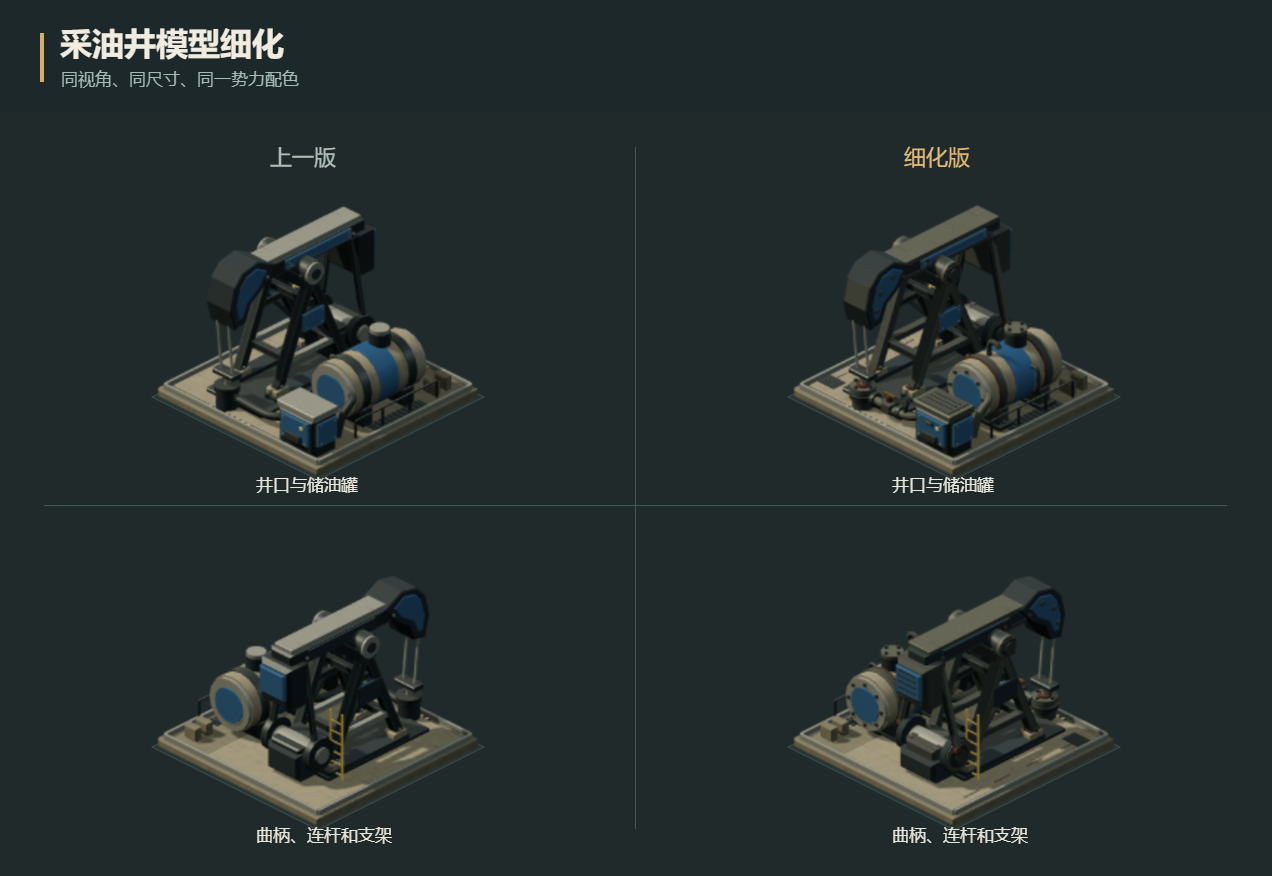 采油井模型细化
同视角、同尺寸、同一势力配色
上一版
细化版
井口与储油罐
井口与储油罐
曲柄、连杆和支架
曲柄、连杆和支架